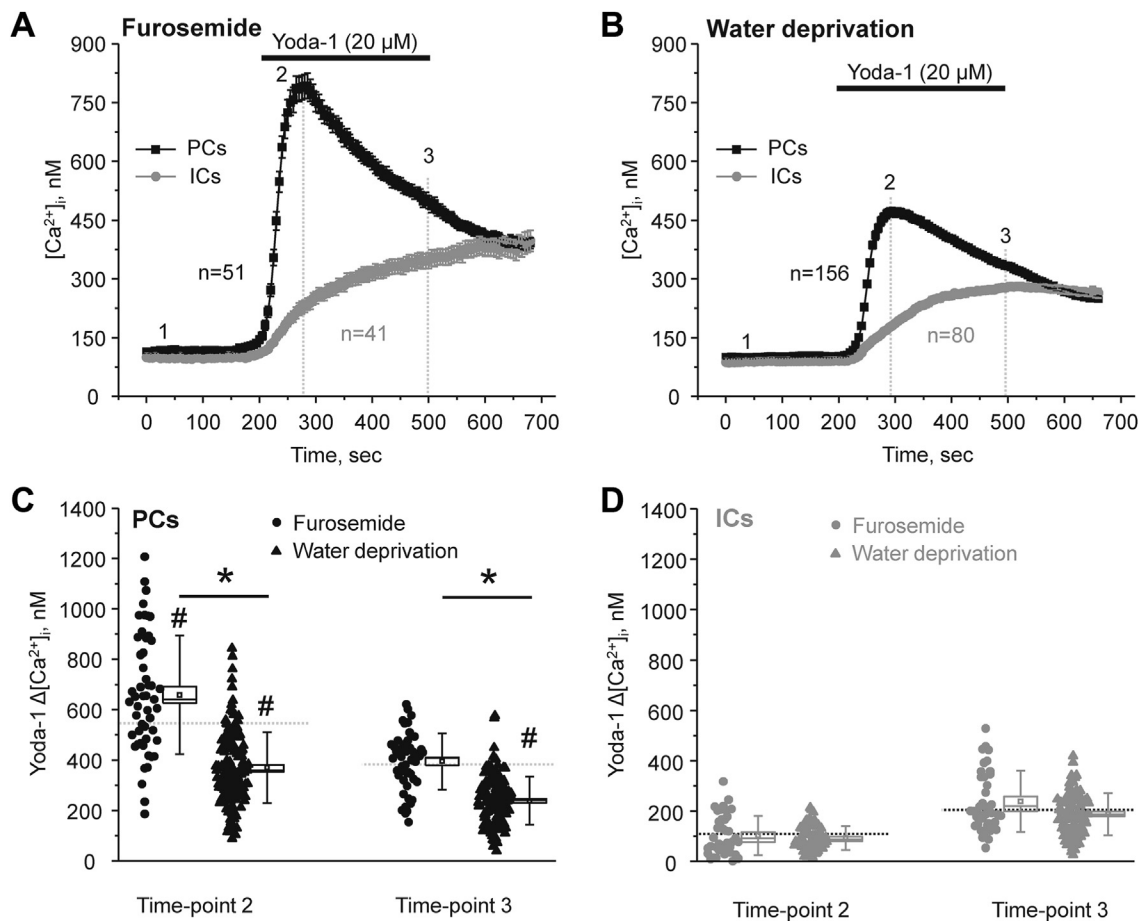 A
Furosemide
Yoda-1 (20 µM)
900
750
600
450
300
150
0
[Ca²⁺]ᵢ, nM
PCs
ICs
1
2
3
n=51
n=41
0
100
200
300
400
500
600
700
Time, sec
B
Water deprivation
Yoda-1 (20 µM)
900
750
600
450
300
150
0
[Ca²⁺]ᵢ, nM
PCs
ICs
1
2
3
n=156
n=80
0
100
200
300
400
500
600
700
Time, sec
C
PCs
Furosemide
Water deprivation
1400
1200
1000
800
600
400
200
0
Yoda-1 Δ[Ca²⁺]ᵢ, nM
*
*
#
#
#
Time-point 2
Time-point 3
D
ICs
Furosemide
Water deprivation
1400
1200
1000
800
600
400
200
0
Yoda-1 Δ[Ca²⁺]ᵢ, nM
Time-point 2
Time-point 3